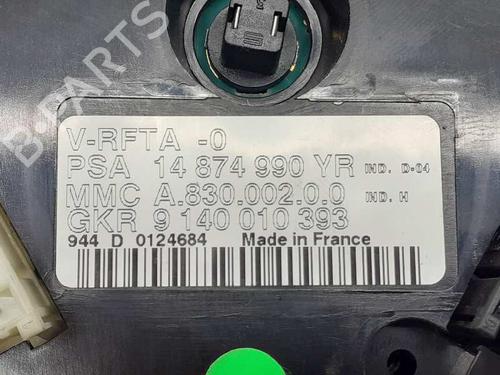 V-RFTA -0
PSA 14 874 990 YR IND. D-04
MMC A.830.002.0.0 IND. H
GKR 9 140 010 393
944 D 0124684 Made in France
B-PARTS